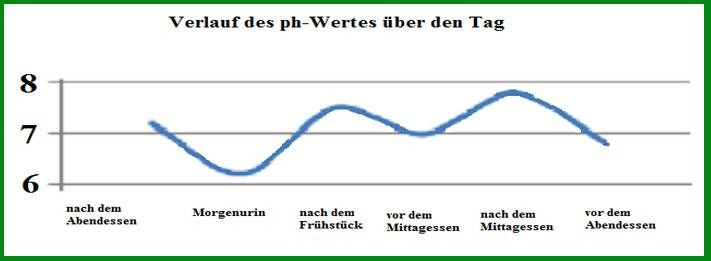 Verlauf des ph-Wertes über den Tag
8
7
6
nach dem
Abendessen
Morgenurin
nach dem
Frühstück
vor dem
Mittagessen
nach dem
Mittagessen
vor dem
Abendessen